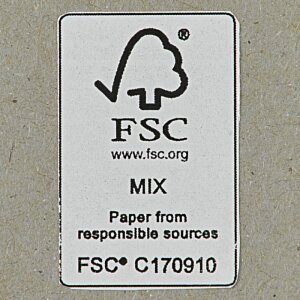 FSC
www.fsc.org
MIX
Paper from
responsible sources
FSC® C170910